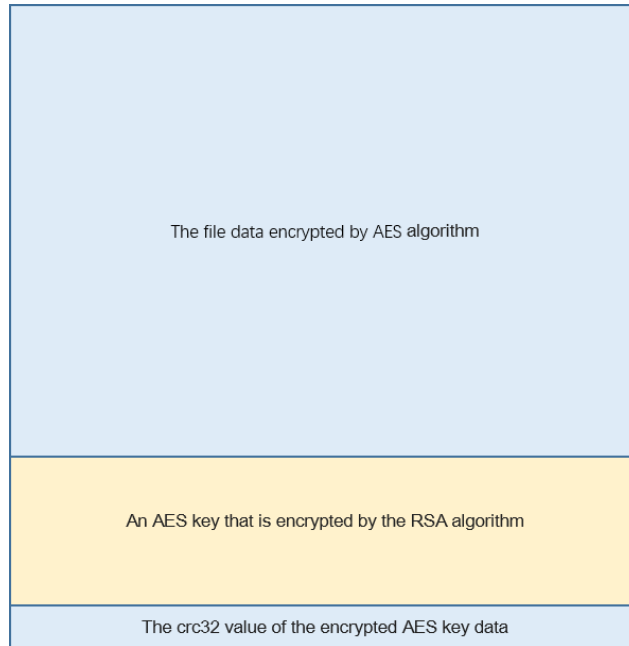 The file data encrypted by AES algorithm
An AES key that is encrypted by the RSA algorithm
The crc32 value of the encrypted AES key data